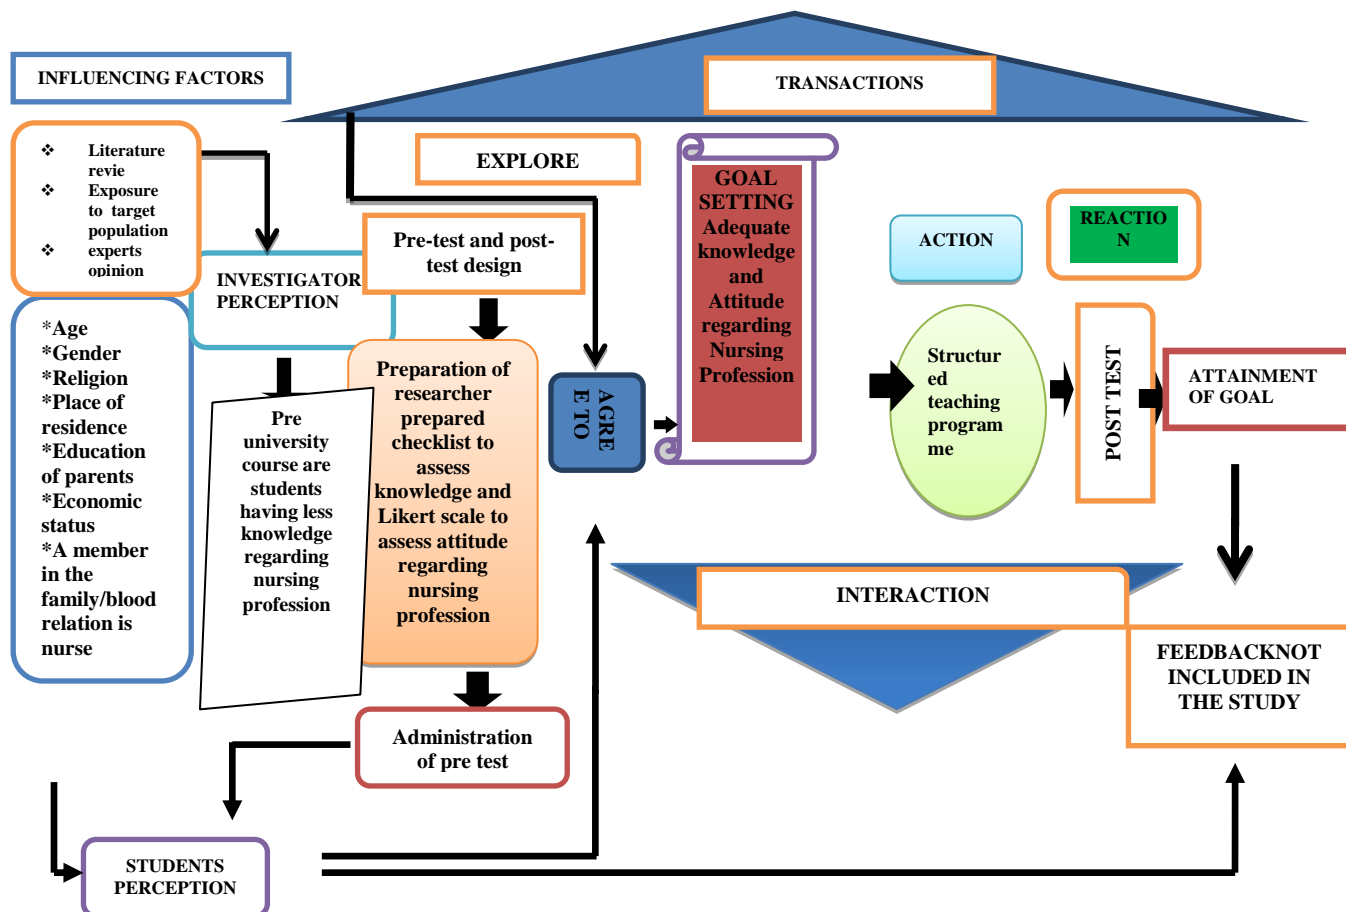 INFLUENCING FACTORS
TRANSACTIONS
❖ Literature
revie
❖ Exposure
to target
population
❖ experts
opinion
EXPLORE
INVESTIGATOR
PERCEPTION
Pre-test and post-
test design
GOAL
SETTING
Adequate
knowledge
and
Attitude
regarding
Nursing
Profession
ACTION
REACTIO
N
*Age
*Gender
*Religion
*Place of
residence
*Education
of parents
*Economic
status
*A member
in the
family/blood
relation is
nurse
Pre
university
course are
students
having less
knowledge
regarding
nursing
profession
Preparation of
researcher
prepared
checklist to
assess
knowledge and
Likert scale to
assess attitude
regarding
nursing
profession
AGRE
E TO
Structur
ed
teaching
program
me
POST TEST
ATTAINMENT
OF GOAL
INTERACTION
FEEDBACKNOT
INCLUDED IN
THE STUDY
Administration
of pre test
STUDENTS
PERCEPTION